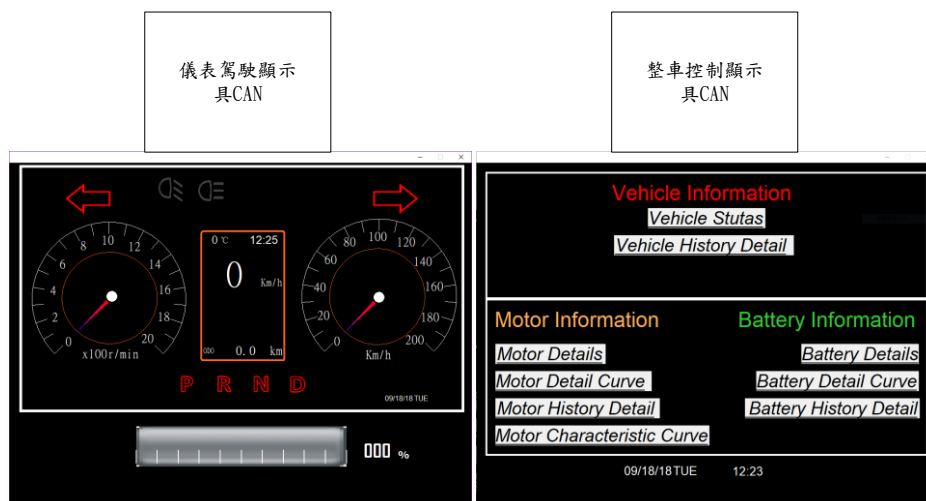 儀表駕駛顯示
具CAN
整車控制顯示
具CAN
0 ℃ 12:25
0 Km/h
ODO 0.0 km
0 2 4 6 8 10 12 14 16 18 20
x100r/min
0 20 40 60 80 100 120 140 160 180 200
Km/h
P R N D
09/18/18 TUE
000 %
Vehicle Information
Vehicle Stutas
Vehicle History Detail
Motor Information
Motor Details
Motor Detail Curve
Motor History Detail
Motor Characteristic Curve
Battery Information
Battery Details
Battery Detail Curve
Battery History Detail
09/18/18 TUE 12:23